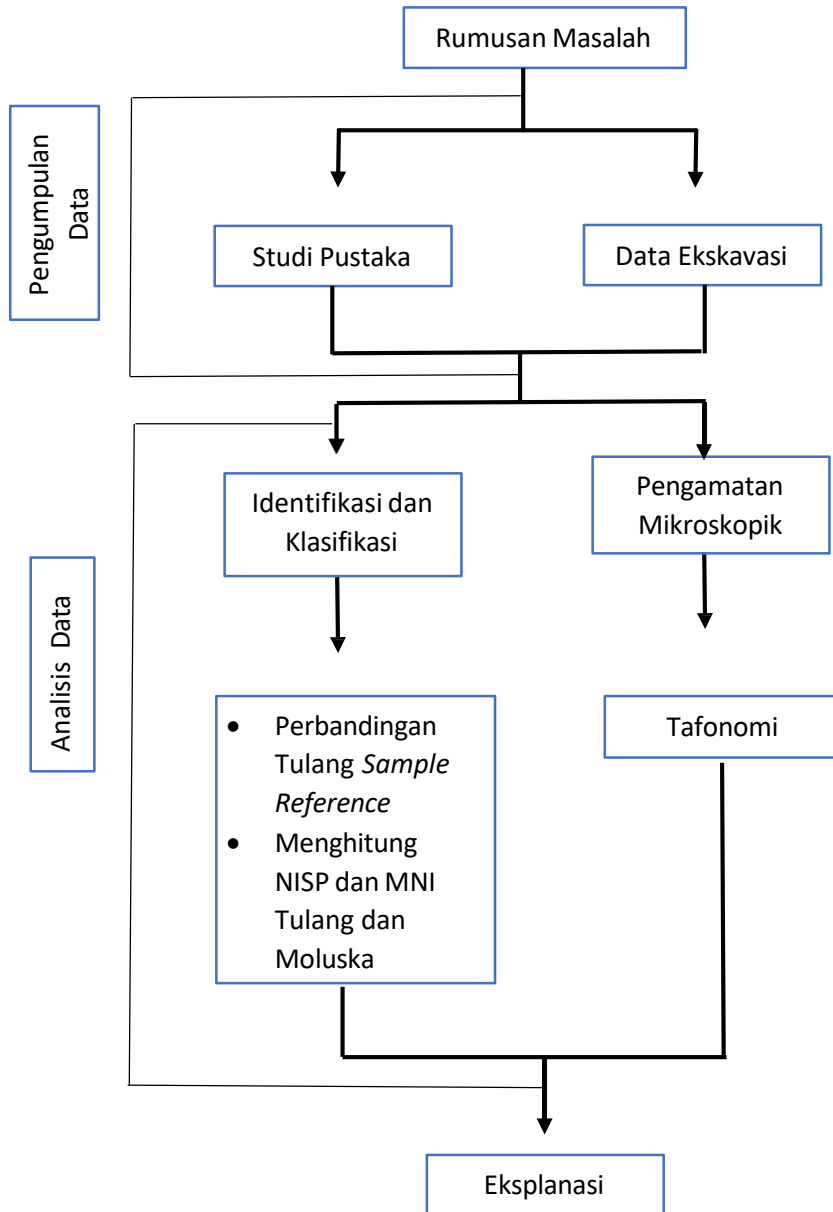 Rumusan Masalah
Pengumpulan
Data
Studi Pustaka
Data Ekskavasi
Analisis Data
Identifikasi dan
Klasifikasi
Pengamatan
Mikroskopik
• Perbandingan
Tulang Sample
Reference
• Menghitung
NISP dan MNI
Tulang dan
Moluska
Tafonomi
Eksplanasi